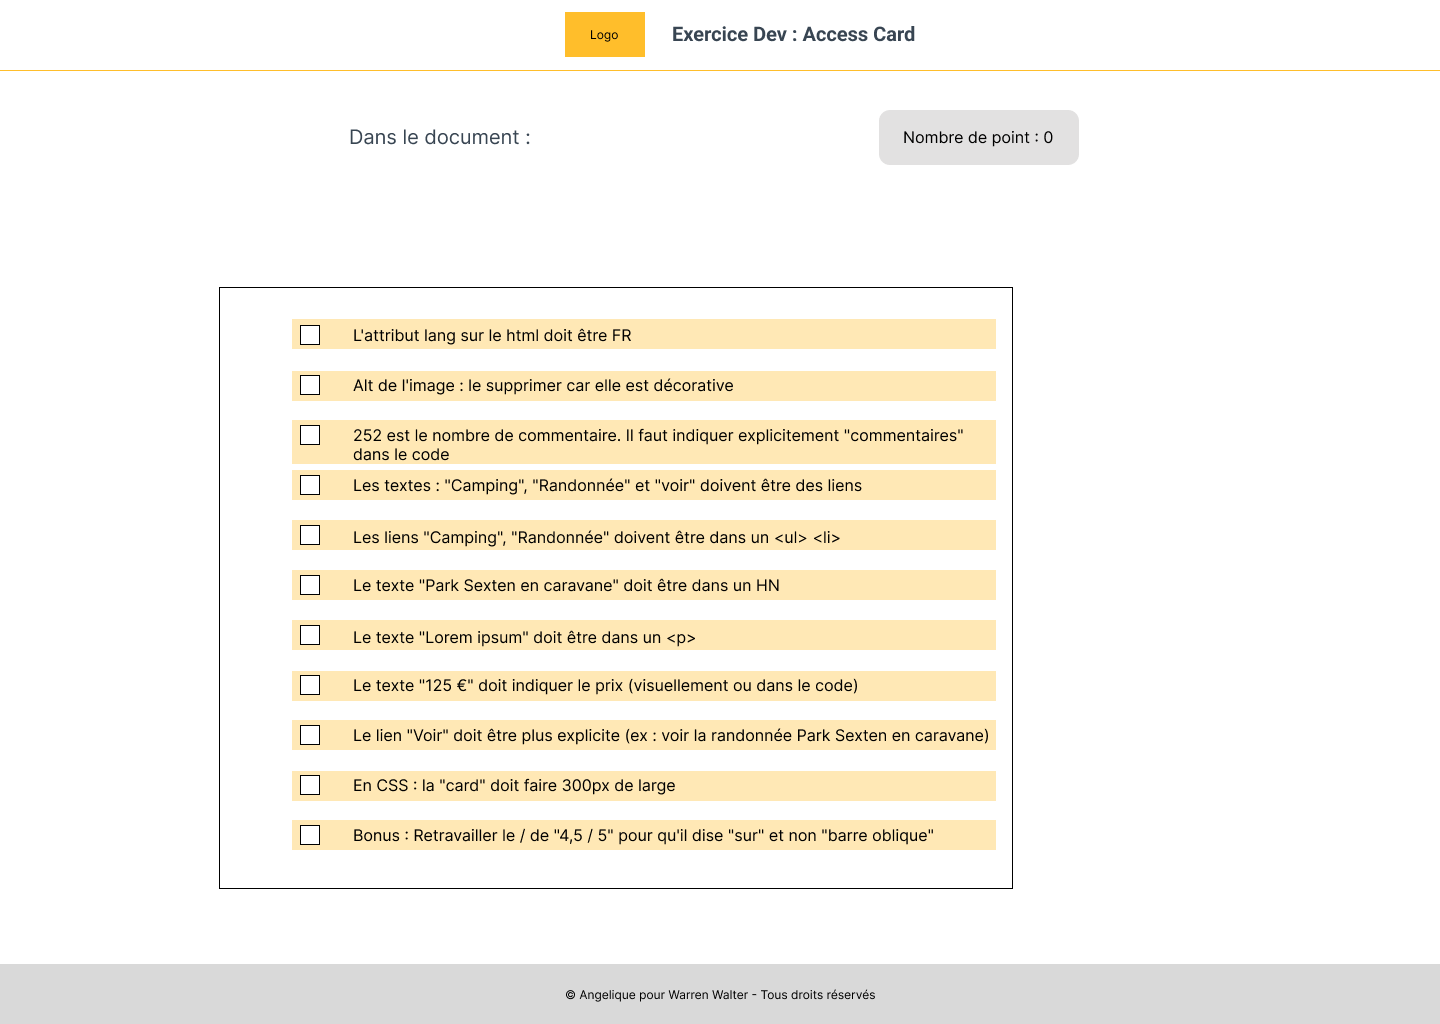 Logo
Exercice Dev : Access Card
Dans le document :
Nombre de point : 0
L'attribut lang sur le html doit être FR
Alt de l'image : le supprimer car elle est décorative
252 est le nombre de commentaire. Il faut indiquer explicitement "commentaires"
dans le code
Les textes : "Camping", "Randonnée" et "voir" doivent être des liens
Les liens "Camping", "Randonnée" doivent être dans un <ul> <li>
Le texte "Park Sexten en caravane" doit être dans un HN
Le texte "Lorem ipsum" doit être dans un <p>
Le texte "125 €" doit indiquer le prix (visuellement ou dans le code)
Le lien "Voir" doit être plus explicite (ex : voir la randonnée Park Sexten en caravane)
En CSS : la "card" doit faire 300px de large
Bonus : Retravailler le / de "4,5 / 5" pour qu'il dise "sur" et non "barre oblique"
© Angelique pour Warren Walter - Tous droits réservés